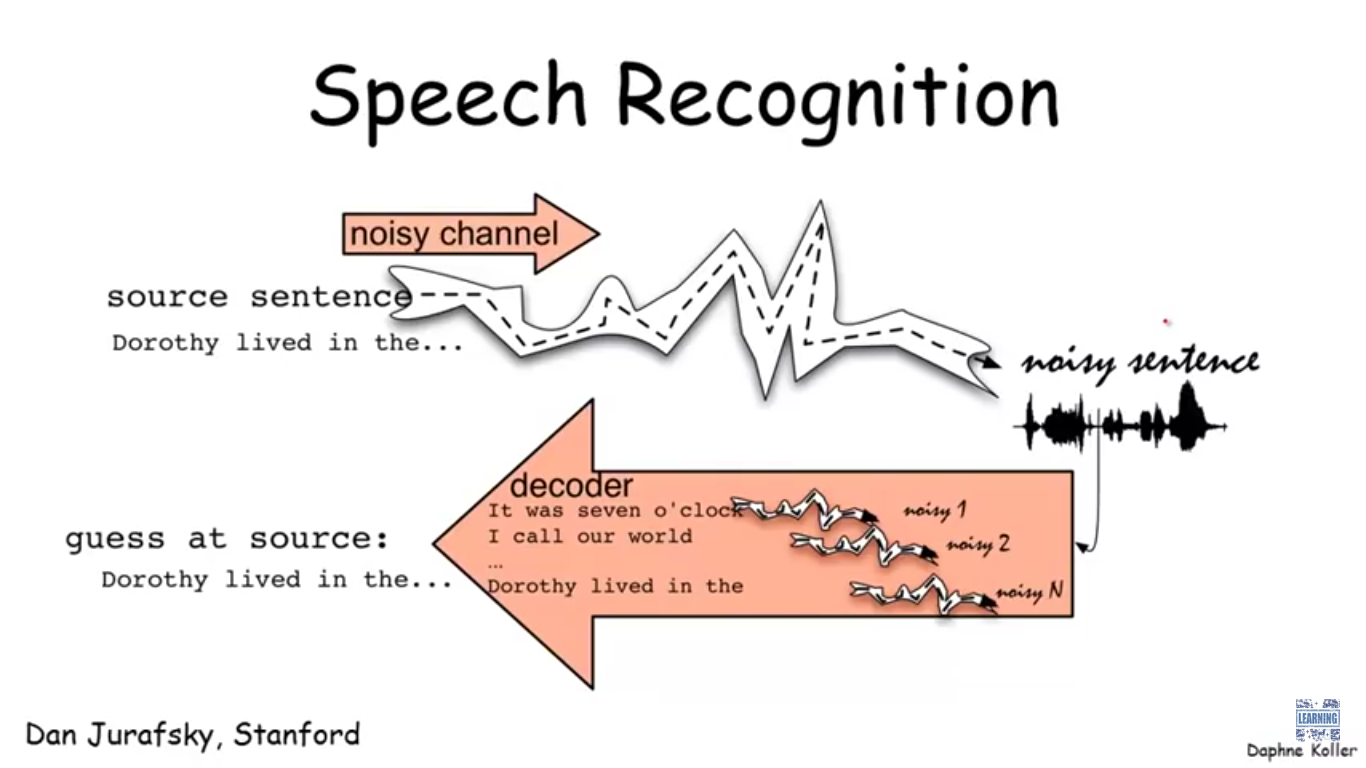 Speech Recognition
noisy channel
source sentence
Dorothy lived in the...
noisy sentence
decoder
It was seven o'clock
noisy 1
I call our world
noisy 2
...
Dorothy lived in the
noisy N
guess at source:
Dorothy lived in the...
Dan Jurafsky, Stanford
LEARNING
Daphne Koller